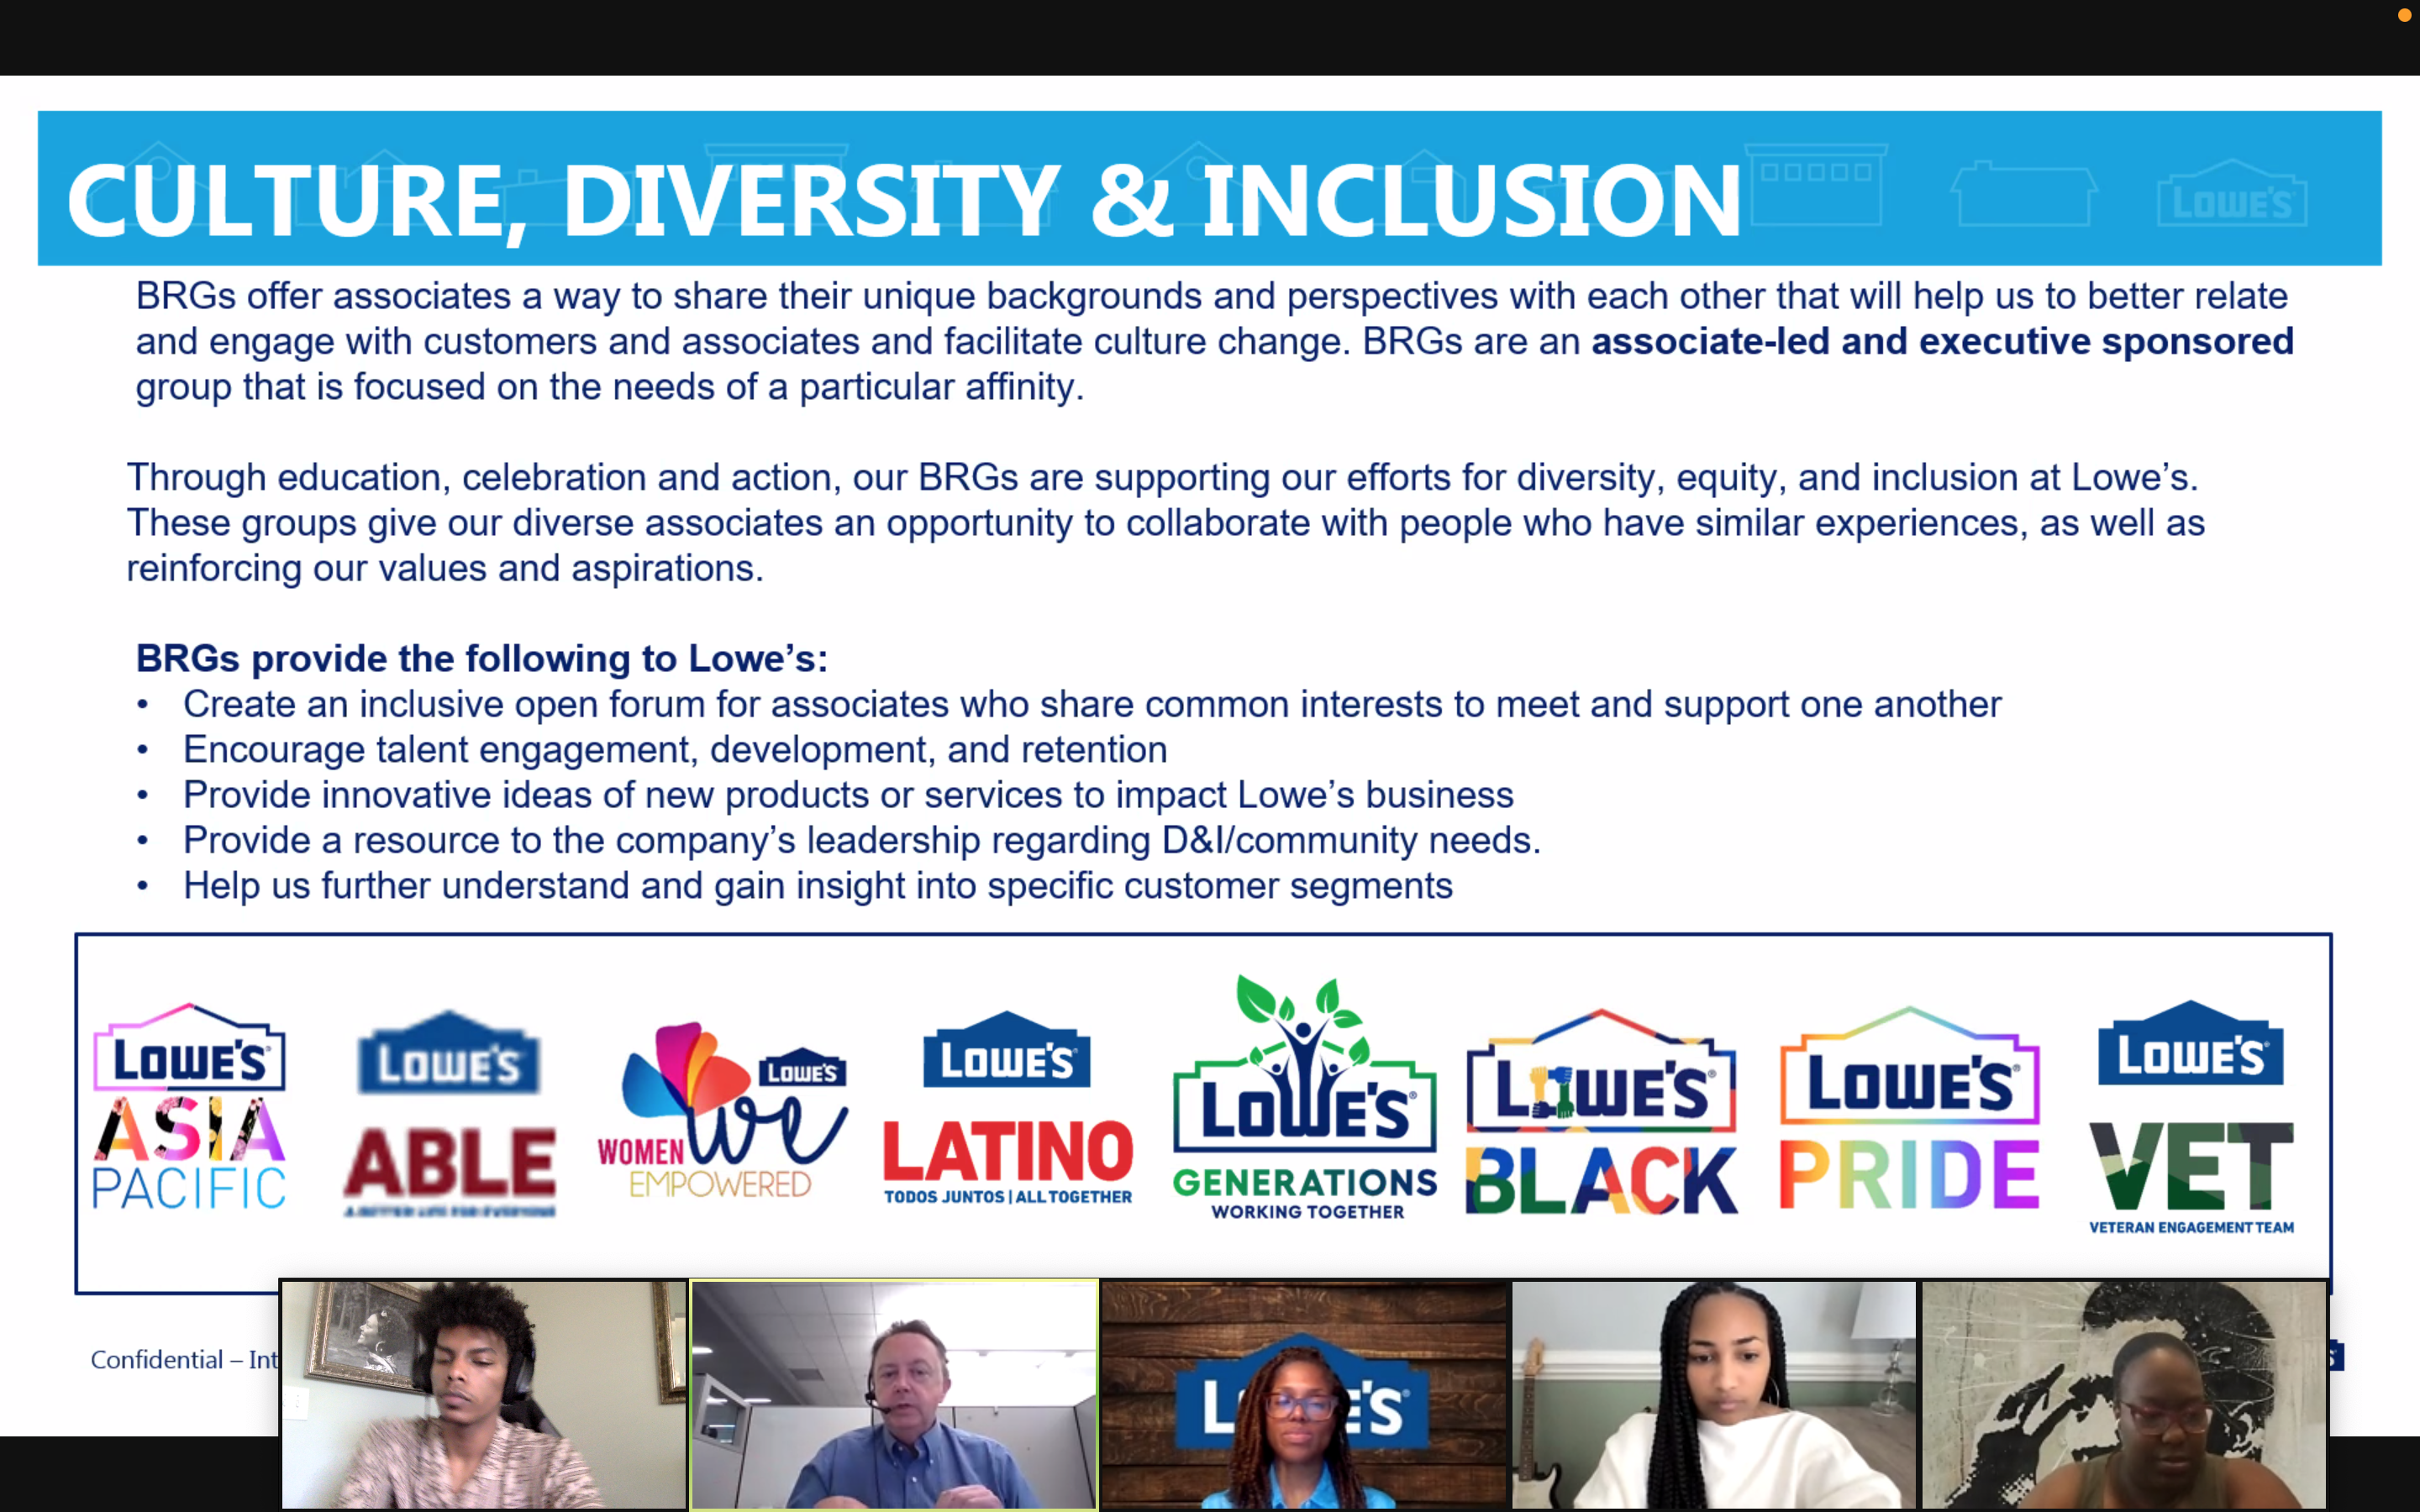 CULTURE, DIVERSITY & INCLUSION
LOWE'S
BRGs offer associates a way to share their unique backgrounds and perspectives with each other that will help us to better relate
and engage with customers and associates and facilitate culture change. BRGs are an associate-led and executive sponsored
group that is focused on the needs of a particular affinity.
Through education, celebration and action, our BRGs are supporting our efforts for diversity, equity, and inclusion at Lowe's.
These groups give our diverse associates an opportunity to collaborate with people who have similar experiences, as well as
reinforcing our values and aspirations.
BRGs provide the following to Lowe's:
• Create an inclusive open forum for associates who share common interests to meet and support one another
• Encourage talent engagement, development, and retention
• Provide innovative ideas of new products or services to impact Lowe's business
• Provide a resource to the company's leadership regarding D&I/community needs.
• Help us further understand and gain insight into specific customer segments
LOWE'S
ASIA
PACIFIC
LOWE'S
ABLE
A BETTER LIFE FOR EVERYONE
LOWE'S
we
WOMEN
EMPOWERED
LOWE'S
LATINO
TODOS JUNTOS | ALL TOGETHER
LOWE'S
GENERATIONS
WORKING TOGETHER
LOWE'S
BLACK
LOWE'S
PRIDE
LOWE'S
VET
VETERAN ENGAGEMENT TEAM
Confidential – Int
L E'S